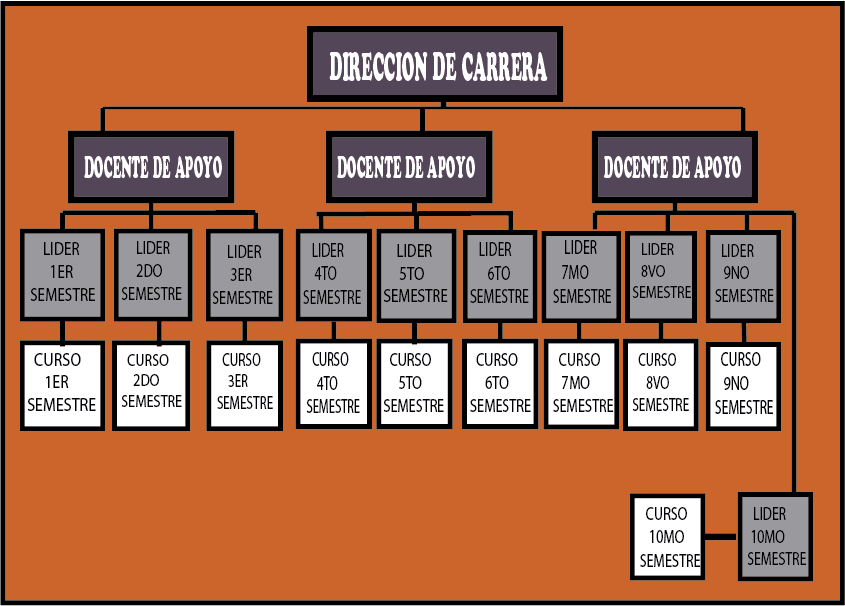 DIRECCION DE CARRERA
DOCENTE DE APOYO
DOCENTE DE APOYO
DOCENTE DE APOYO
LIDER
1ER
SEMESTRE
LIDER
2DO
SEMESTRE
LIDER
3ER
SEMESTRE
LIDER
4TO
SEMESTRE
LIDER
5TO
SEMESTRE
LIDER
6TO
SEMESTRE
LIDER
7MO
SEMESTRE
LIDER
8VO
SEMESTRE
LIDER
9NO
SEMESTRE
CURSO
1ER
SEMESTRE
CURSO
2DO
SEMESTRE
CURSO
3ER
SEMESTRE
CURSO
4TO
SEMESTRE
CURSO
5TO
SEMESTRE
CURSO
6TO
SEMESTRE
CURSO
7MO
SEMESTRE
CURSO
8VO
SEMESTRE
CURSO
9NO
SEMESTRE
CURSO
10MO
SEMESTRE
LIDER
10MO
SEMESTRE